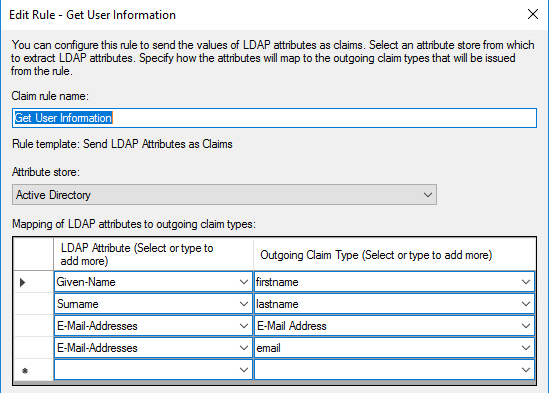 Edit Rule - Get User Information
You can configure this rule to send the values of LDAP attributes as claims. Select an attribute store from which
to extract LDAP attributes. Specify how the attributes will map to the outgoing claim types that will be issued
from the rule.
Claim rule name:
Get User Information
Rule template: Send LDAP Attributes as Claims
Attribute store:
Active Directory
Mapping of LDAP attributes to outgoing claim types:
LDAP Attribute (Select or type to
add more)
Outgoing Claim Type (Select or type to add more)
Given-Name
firstname
Surname
lastname
E-Mail-Addresses
E-Mail Address
E-Mail-Addresses
email